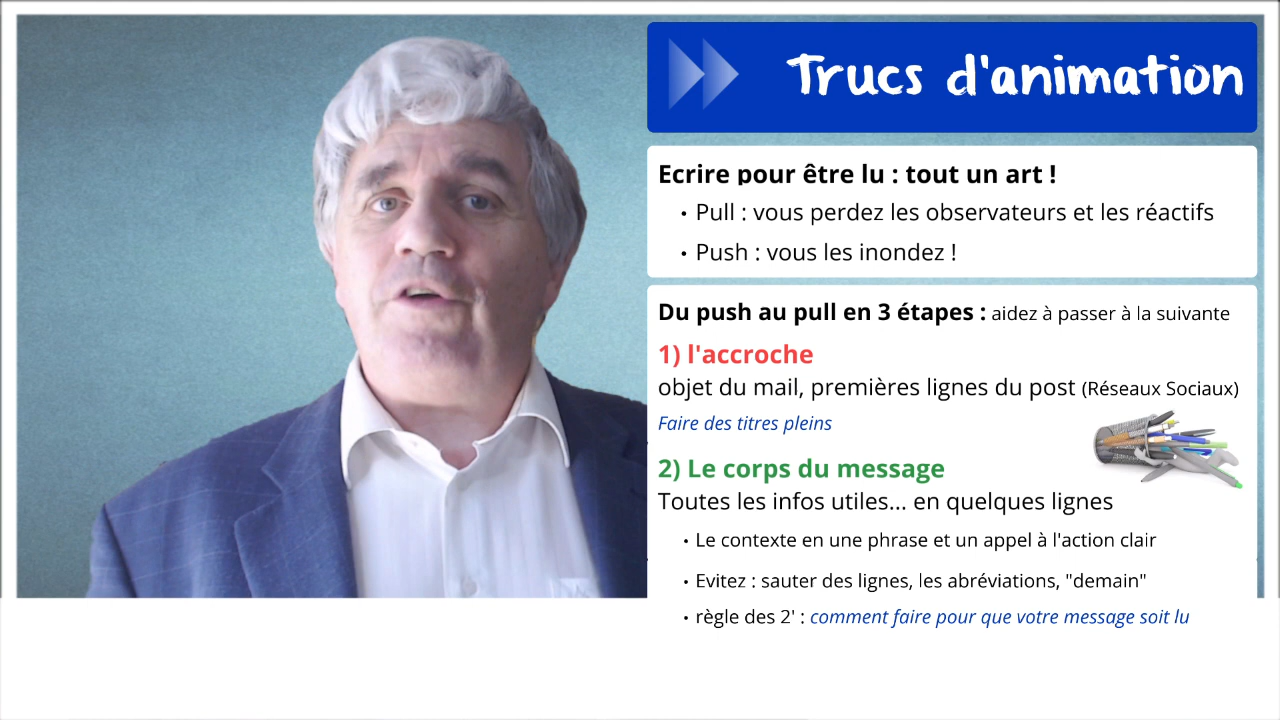 Trucs d'animation
Ecrire pour être lu : tout un art !
• Pull : vous perdez les observateurs et les réactifs
• Push : vous les inondez !
Du push au pull en 3 étapes : aidez à passer à la suivante
1) l'accroche
objet du mail, premières lignes du post (Réseaux Sociaux)
Faire des titres pleins
2) Le corps du message
Toutes les infos utiles... en quelques lignes
• Le contexte en une phrase et un appel à l'action clair
• Evitez : sauter des lignes, les abréviations, "demain"
• règle des 2' : comment faire pour que votre message soit lu